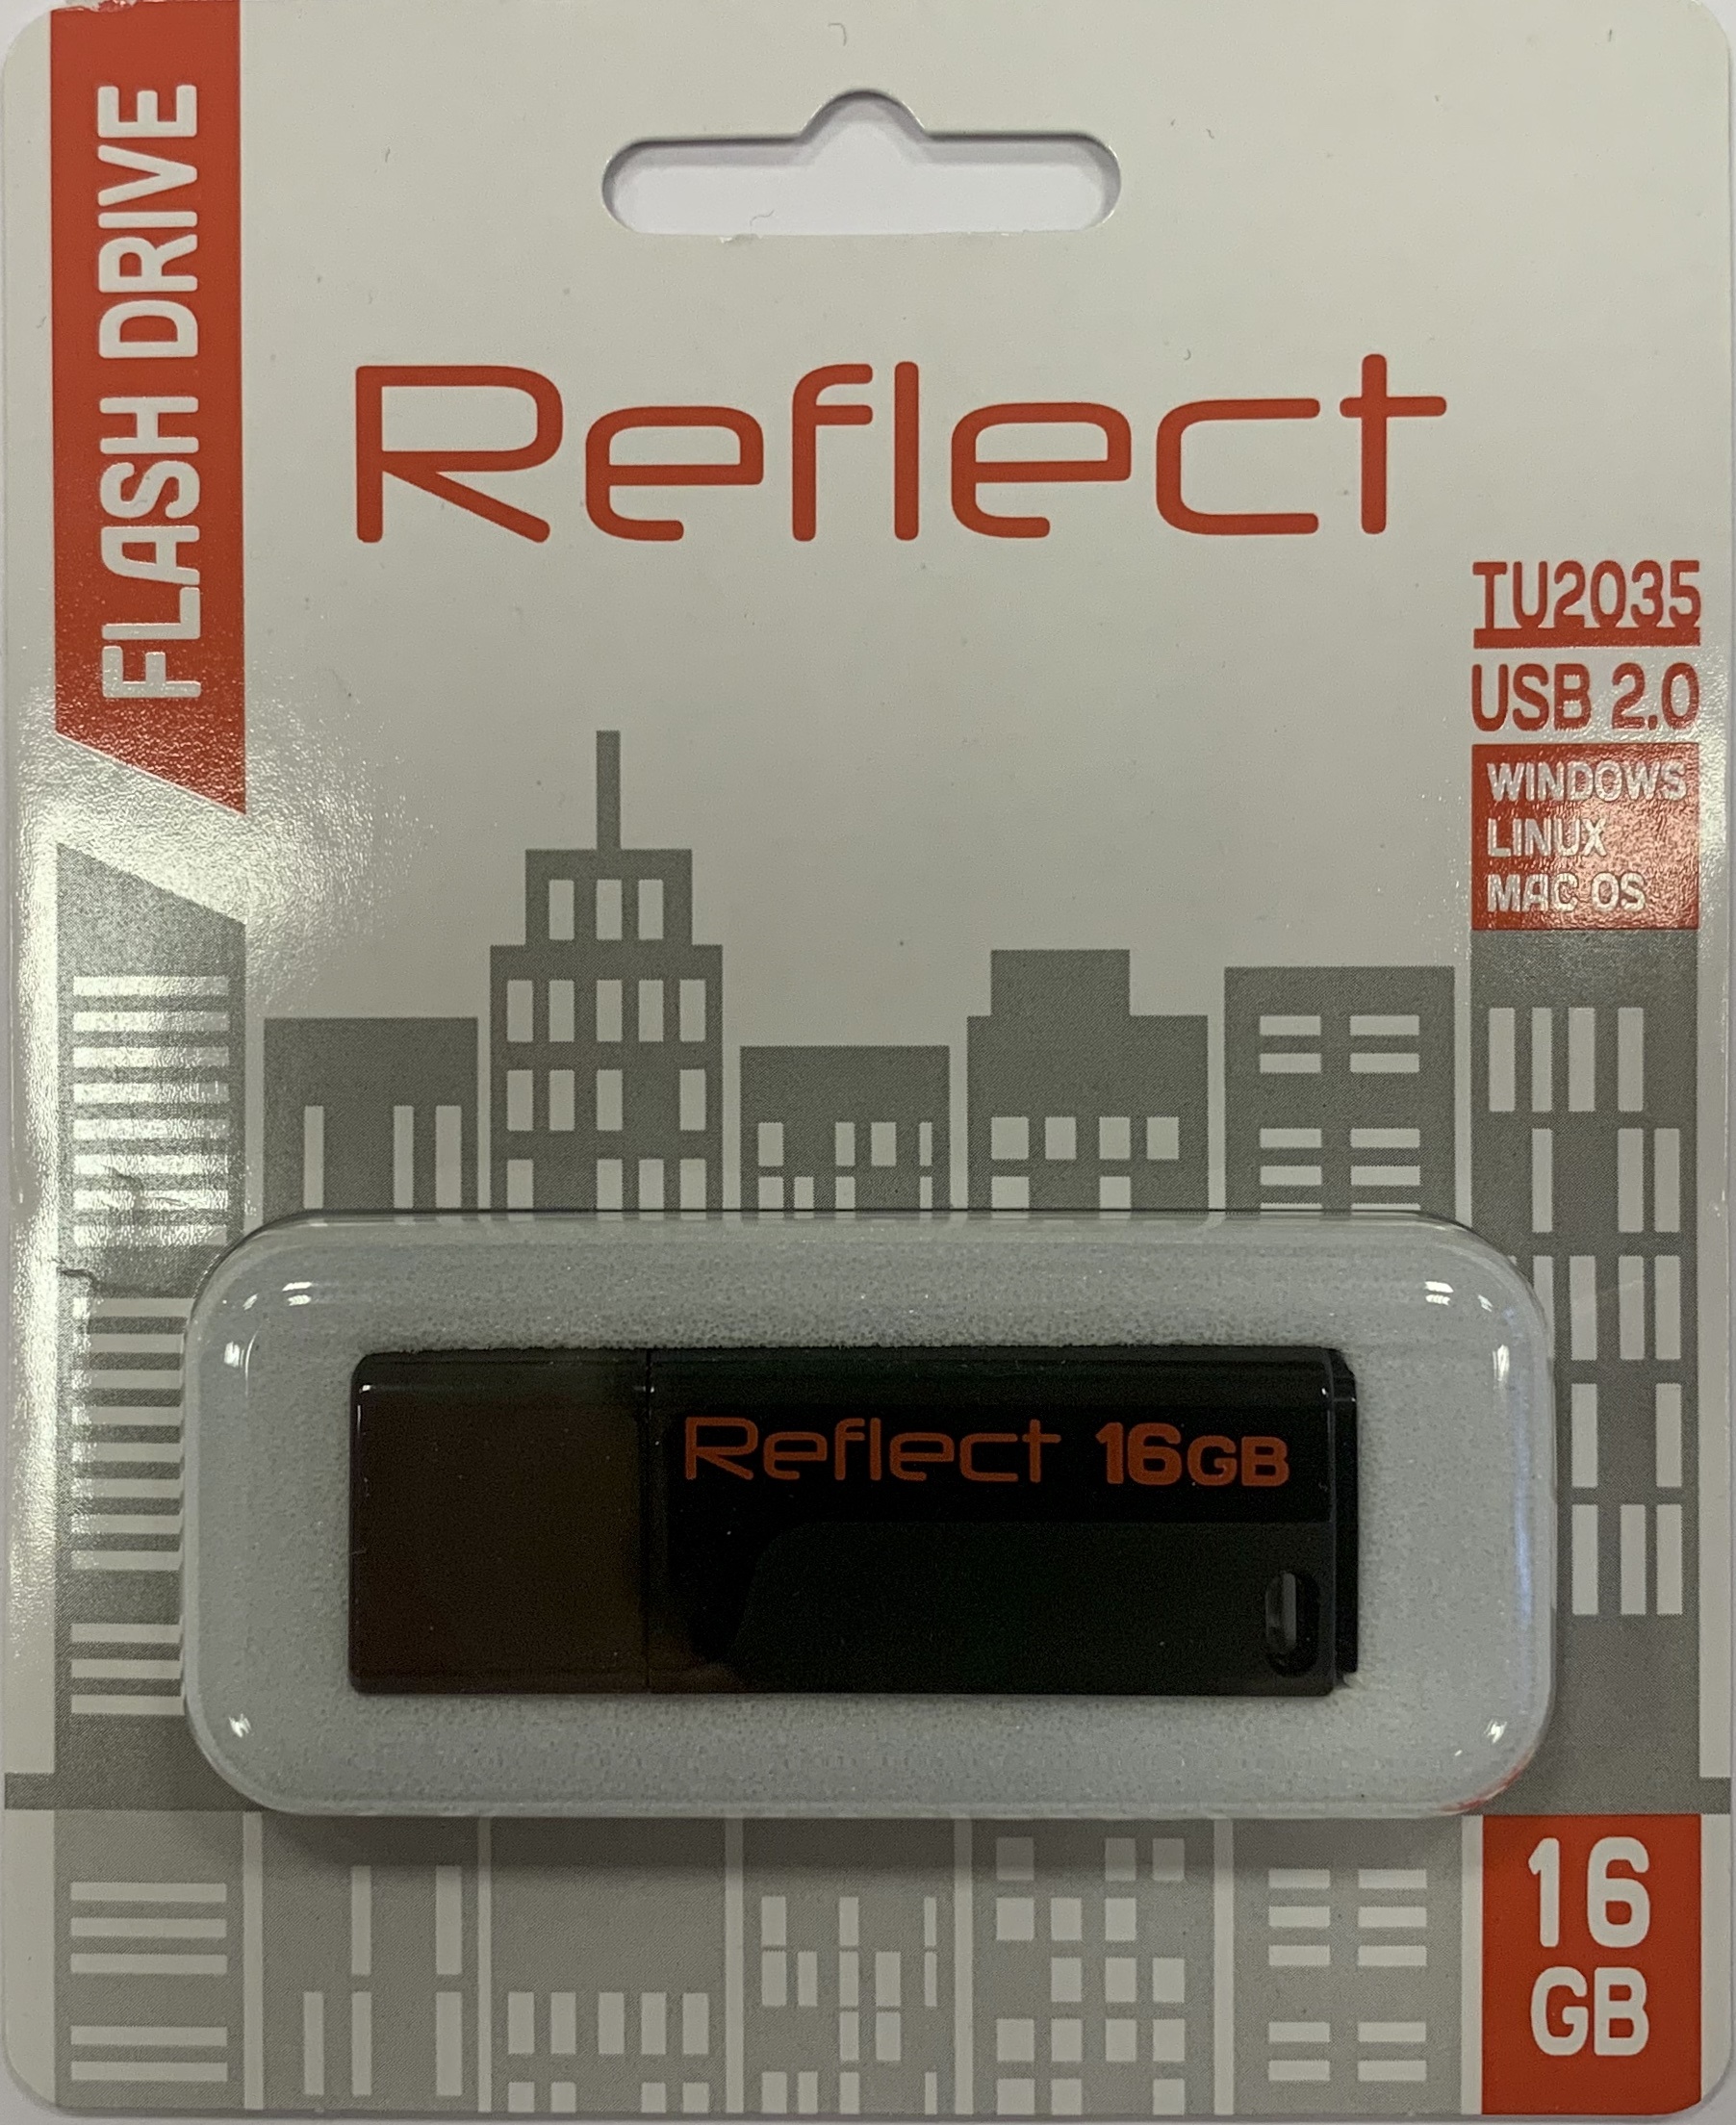 FLASH DRIVE
Reflect
TU2035
USB 2.0
WINDOWS
LINUX
MAC OS
Reflect 16GB
16
GB